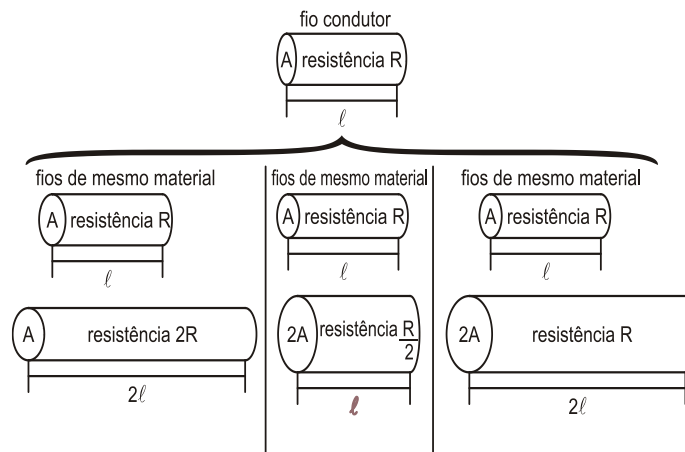 fio condutor
A resistência R
ℓ
fios de mesmo material
A resistência R
ℓ
A resistência 2R
2ℓ
fios de mesmo material
A resistência R
ℓ
2A resistência R/2
ℓ
fios de mesmo material
A resistência R
ℓ
2A resistência R
2ℓ